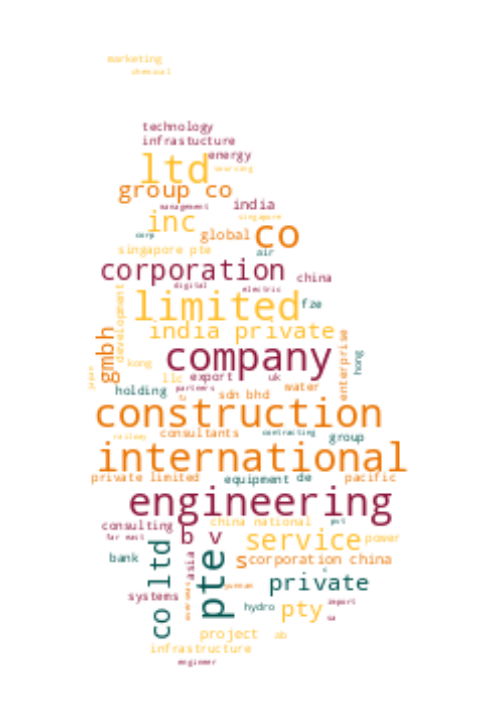 marketing
chemical
technology
infrastucture
energy
ltd
sourcing
group co
management
india
singapore
inc
corp
global
co
singapore pte
air
corporation
china
digital
electric
development
limited
fze
india private
gmbh
company
enterprise
hong
kong
japan
llc
export
uk
holding
partners
water
sdn bhd
construction
railway
consultants
contracting
group
international
private limited
equipment
de
pacific
engineering
consulting
china national
pvt
far east
b v
service
power
bank
co ltd
asia
pte
s
corporation china
systems
overseas
yunnan
private
hydro
pty
import
sa
project
ab
infrastructure
engineer